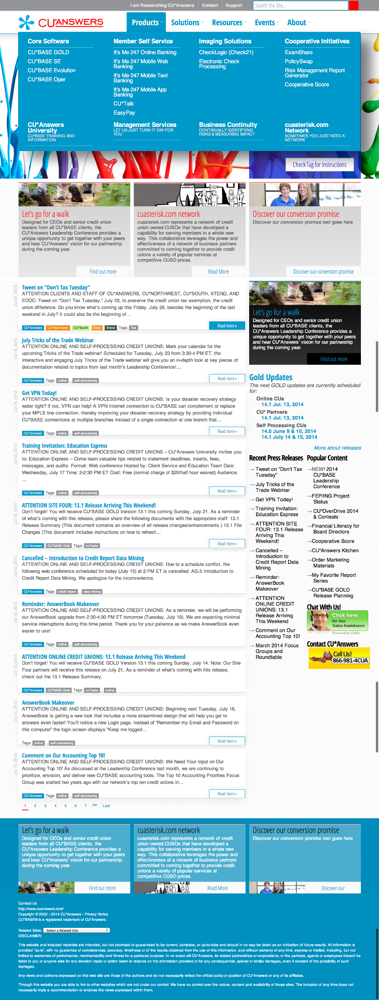 I am Researching CU*Answers
Contact
Support
Search the Site...
CU*ANSWERS
Products
Solutions
Resources
Events
About
Core Software
CU*BASE GOLD
CU*BASE SE
CU*BASE Evolution
CU*BASE Oper
Member Self Service
It's Me 247 Online Banking
It's Me 247 Mobile Web
Banking
It's Me 247 Mobile Text
Banking
It's Me 247 Mobile App
Banking
CU*Talk
EasyPay
Imaging Solutions
CheckLogic (Check21)
Electronic Check
Processing
Cooperative Initiatives
ExamShare
PolicySwap
Risk Management Report
Generator
Cooperative Score
CU*Answers
University
CU*BASE TRAINING AND
INFORMATION
Management Services
LET US JUST TURN IT ON! FOR
YOU
Business Continuity
CONTINUALLY IDENTIFYING
RISKS & MEASURING IMPACT
cuasterisk.com
Network
SOMETIMES YOU JUST NEED A
NETWORK
Check Tag for Instructions
Let's go for a walk
Designed for CEOs and senior credit union
leaders from all CU*BASE clients, the
CU*Answers Leadership Conference provides a
unique opportunity to get together with your peers
and hear CU*Answers' vision for our partnership
during the coming year.
Find out more
cuasterisk.com
cuasterisk.com network
cuasterisk.com represents a network of credit
union owned CUSOs that have developed a
capability for serving members in a whole new
way. This collaborative leverages the power and
effectiveness of a network of business partners
committed to coming together to provide credit
unions a variety of popular services at
competitive CUSO prices.
Read More
Discover our conversion promise
Discover our conversion promise text goes here
Discover our conversion promise
Jul 22, 2013
Tweet on "Don't Tax Tuesday"
ATTENTION CLIENTS AND STAFF OF CU*ANSWERS, CU*NORTHWEST, CU*SOUTH, XTEND, AND
EDOC: Tweet on "Don't Tax Tuesday," July 23, to preserve the credit union tax exemption, the credit
union difference. Do you know what's coming up this Friday, July 26, besides the beginning of the last
weekend in July? It could also be the beginning of…
CU*Answers CU*Northwest CU*South Edoc Xtend Tags: Tax
Read more »
Jul 16, 2013
July Tricks of the Trade Webinar
ATTENTION ONLINE AND SELF-PROCESSING CREDIT UNIONS: Mark your calendar for the
upcoming Tricks of the Trade webinar! Scheduled for Tuesday, July 23 from 3:30-4 PM ET, the
interactive and engaging July Tricks of the Trade webinar will give you an in-depth look at key pieces of
documentation related to topics from last month's Leadership Conference!…
CU*Answers Tags: online , self-processing
Read more »
Jul 16, 2013
Get VPN Today!
ATTENTION ONLINE AND SELF-PROCESSING CREDIT UNIONS: Is your disaster recovery strategy
water tight? If not, VPN can help! A VPN Internet connection to CU*BASE can complement or replace
your MPLS line connection, thereby improving your disaster recovery strategy by providing individual
CU*BASE connections at multiple branches instead of a single connection at one branch that…
CU*Answers Tags: online , self-processing
Read more »
Jul 15, 2013
Training Invitation: Education Express
ATTENTION ONLINE AND SELF-PROCESSING CREDIT UNIONS – CU*Answers University invites you
to: Education Express – Come learn valuable tips related to statement deadlines, inserts, fees,
messages, and audits. Format: Web conference Hosted by: Client Service and Education Team Date:
Wednesday, July 17 Time: 2-2:30 PM ET Cost: Free (normal charge of $20/half hour waived) Audience:
…
CU*Answers Tags: online , self-processing
Read more »
Jul 15, 2013
ATTENTION SITE FOUR: 13.1 Release Arriving This Weekend!
Don't forget! You will receive CU*BASE GOLD Version 13.1 this coming Sunday, July 21. As a reminder
of what's coming with this release, please share the following documents with the appropriate staff: 13.1
Release Summary (This document contains an overview of all release changes/enhancements.) 13.1 File
Changes (This document includes instructions on how to refresh…
CU*Answers CU*BASE Gold Tags: cu*base
Read more »
Jul 15, 2013
Cancelled – Introduction to Credit Report Data Mining
ATTENTION ONLINE AND SELF-PROCESSING CREDIT UNIONS: Due to a schedule conflict, the
following web conference scheduled for today (July 15) at 2 PM ET is cancelled: AG.5 Introduction to
Credit Report Data Mining. We apologize for the inconvenience.
CU*Answers Tags: credit report , data mining
Jul 15, 2013
Reminder: AnswerBook Makeover
ATTENTION ONLINE AND SELF-PROCESSING CREDIT UNIONS: As a reminder, we will be performing
our AnswerBook upgrade from 2:30-4:30 PM ET tomorrow (Tuesday, July 16). We are expecting minimal
service interruptions during this time period. Thank you for your patience as we make AnswerBook even
easier to use!
CU*Answers Tags: online , self-processing
Jul 12, 2013
ATTENTION ONLINE CREDIT UNIONS: 13.1 Release Arriving This Weekend
Don't forget! You will receive CU*BASE GOLD Version 13.1 this coming Sunday, July 14. Note: Our Site
Four partners will receive this release on July 21. As a reminder of what's coming with this release,
check out the 13.1 Release Summary.
CU*Answers CU*BASE Gold Tags: cu*base , online
Jul 11, 2013
AnswerBook Makeover
ATTENTION ONLINE AND SELF-PROCESSING CREDIT UNIONS: Beginning next Tuesday, July 16,
AnswerBook is getting a new look that includes a more streamlined design that will help you get to
answers even faster! You'll notice a new Login page. Instead of "Remember my Email and Password on
this computer" the login screen displays "Keep me logged…
Tags: online , self-processing
Read more »
Jul 10, 2013
Comment on Our Accounting Top 10!
ATTENTION ONLINE AND SELF-PROCESSING CREDIT UNIONS: We Need Your Input on Our
Accounting Top 10! As discussed at the Leadership Conference last month, we are continuing to
prioritize, envision, and deliver new CU*BASE accounting tools. The Top 10 Accounting Priorities Focus
Group was started two years ago with our network's top ten credit unions in…
CU*Answers Tags: online , self-processing
Read more »
1 2 3 4 5 6 7 >> Last
Let's go for a walk
Designed for CEOs and senior credit union
leaders from all CU*BASE clients, the
CU*Answers Leadership Conference provides a
unique opportunity to get together with your peers
and hear CU*Answers' vision for our partnership
during the coming year.
Find out more
Gold Updates
The next GOLD updates are currently scheduled
for:
Online CUs
14.1 Jul. 13, 2014
CU* Partners
14.1 Jul. 13, 2014
Self Processing CUs
14.0 June 9 & 10, 2014
14.1 July 14 & 15, 2014
More about releases
Recent Press Releases
→ Tweet on "Don't Tax
Tuesday"
→ July Tricks of the
Trade Webinar
→ Get VPN Today!
→ Training Invitation:
Education Express
→ ATTENTION SITE
FOUR: 13.1 Release
Arriving This
Weekend!
→ Cancelled –
Introduction to
Credit Report Data
Mining
→ Reminder:
AnswerBook
Makeover
→ ATTENTION
ONLINE CREDIT
UNIONS: 13.1
Release Arriving
This Weekend
→ Comment on Our
Accounting Top 10!
→ March 2014 Focus
Groups and
Roundtable
Popular Content
→NEW! 2014
CU*BASE
Leadership
Conference
→FEP/ING Project
Status
→ CU*OverDrive 2014
& Contests
→Financial Literacy for
Board Directors
→Cooperative Score
→CU*Answers Kitchen
→Order Marketing
Materials
→My Favorite Report
Series
→CU*BASE GOLD
Release Planning
Chat With Us!
Click here
for live
Sales Assistance
Powered by WebEx
Contact CU*Answers
Call Us!
866-981-4CUA
Let's go for a walk
Designed for CEOs and senior credit union
leaders from all CU*BASE clients, the
CU*Answers Leadership Conference provides a
unique opportunity to get together with your peers
and hear CU*Answers' vision for our partnership
during the coming year.
Find out more
cuasterisk.com network
cuasterisk.com represents a network of credit
union owned CUSOs that have developed a
capability for serving members in a whole new
way. This collaborative leverages the power and
effectiveness of a network of business partners
committed to coming together to provide credit
unions a variety of popular services at
competitive CUSO prices.
Read More
Discover our conversion promise
Discover our conversion promise text goes here
Discover our
Contact Us
http://www.cuanswers.com/
Copyright © 2002 - 2014 CU*Answers • Privacy Notice
CU*BASE® is a registered trademark of CU*Answers.
Related Sites: Select a Related Site
DISCLAIMER:
This website and included materials are intended, but not promised or guaranteed to be current, complete, or up-to-date and should in no way be taken as an indication of future results. All information is
provided "as is", with no guarantee of completeness, accuracy, timeliness or of the results obtained from the use of this information, and without warranty of any kind, express or implied, including, but not
limited to warranties of performance, merchantability and fitness for a particular purpose. In no event will CU*Answers, its related partnerships or corporations, or the partners, agents or employees thereof be
liable to you or anyone else for any decision made or action taken in reliance on the information provided or for any consequential, special or similar damages, even if advised of the possibility of such
damages.
Any views and opinions expressed on this web site are those of the authors and do not necessarily reflect the official policy or position of CU*Answers or any of its affiliates.
Through this website you are able to link to other websites which are not under our control. We have no control over the nature, content and availability of those sites. The inclusion of any links does not
necessarily imply a recommendation or endorse the views expressed within them.